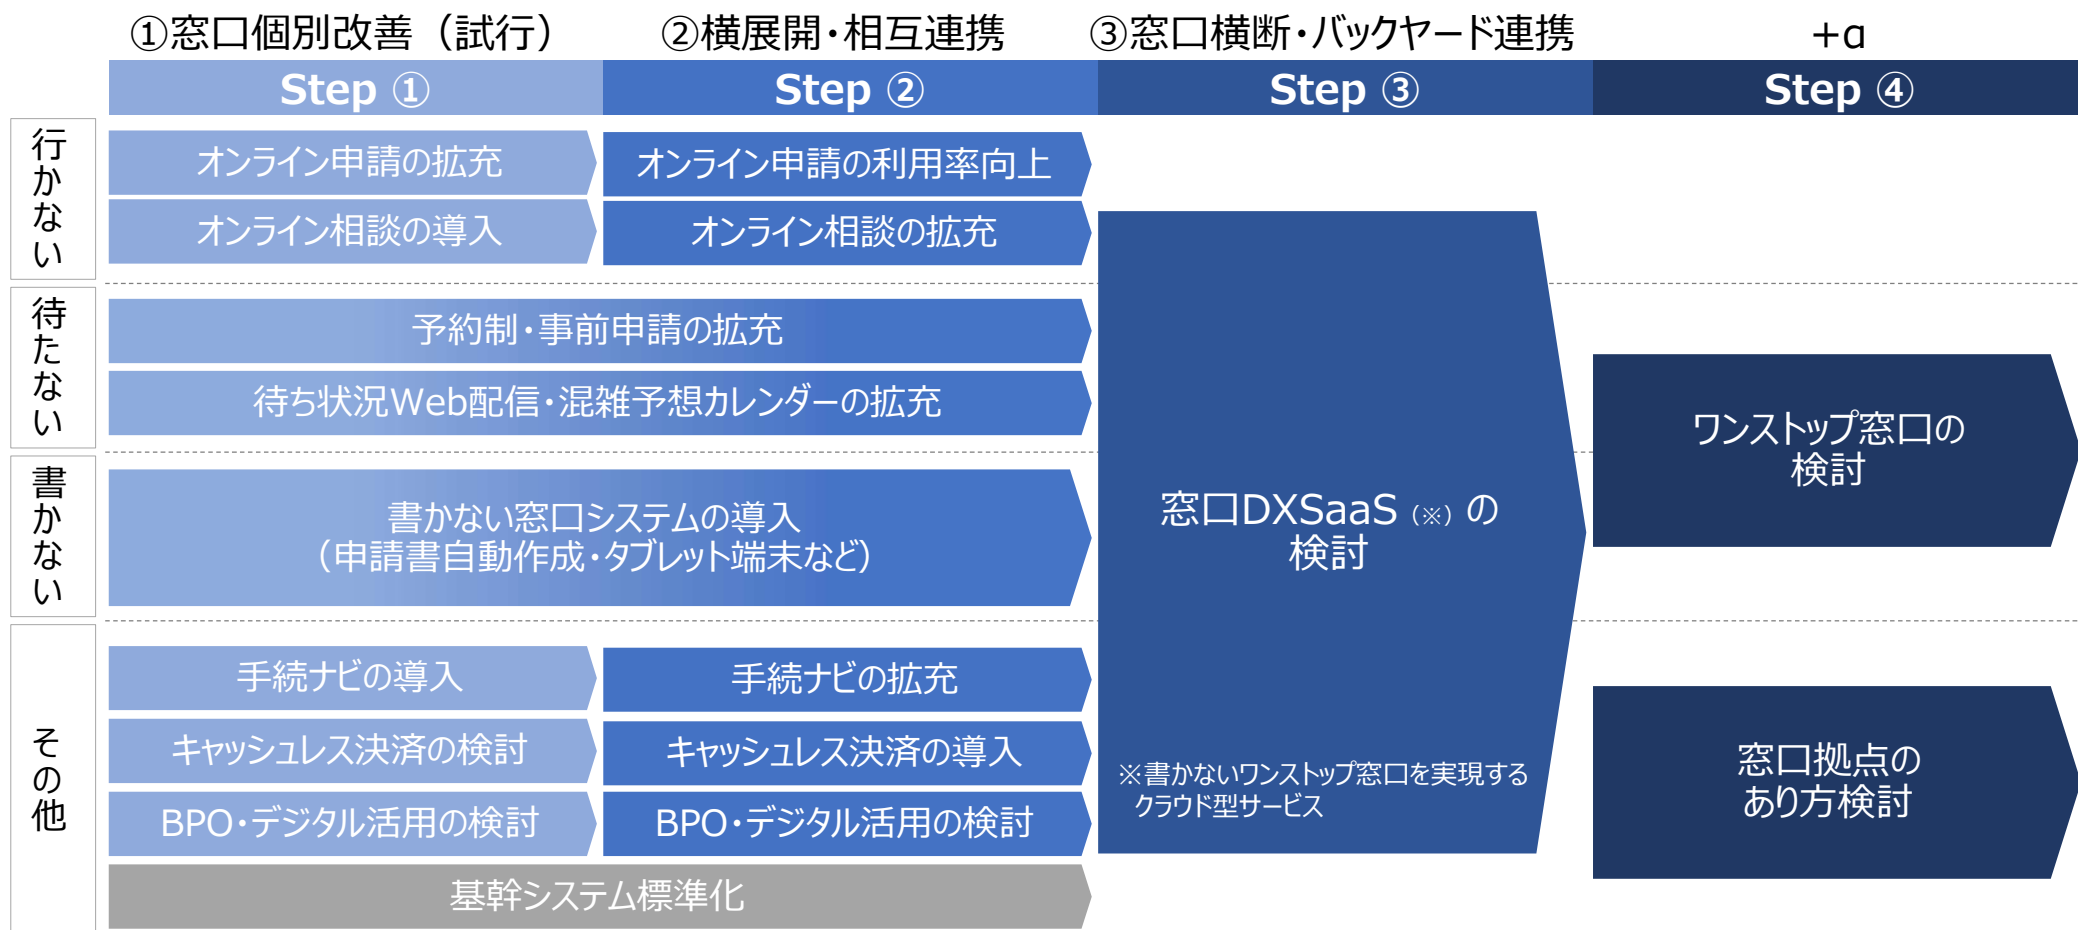 ①窓口個別改善（試行）
②横展開・相互連携
③窓口横断・バックヤード連携
+α
Step ①
Step ②
Step ③
Step ④
行かない
オンライン申請の拡充
オンライン申請の利用率向上
オンライン相談の導入
オンライン相談の拡充
待たない
予約制・事前申請の拡充
待ち状況Web配信・混雑予想カレンダーの拡充
書かない
書かない窓口システムの導入
（申請書自動作成・タブレット端末など）
その他
手続ナビの導入
手続ナビの拡充
キャッシュレス決済の検討
キャッシュレス決済の導入
BPO・デジタル活用の検討
BPO・デジタル活用の検討
基幹システム標準化
窓口DXSaaS（※）の
検討
※書かないワンストップ窓口を実現する
クラウド型サービス
ワンストップ窓口の
検討
窓口拠点の
あり方検討